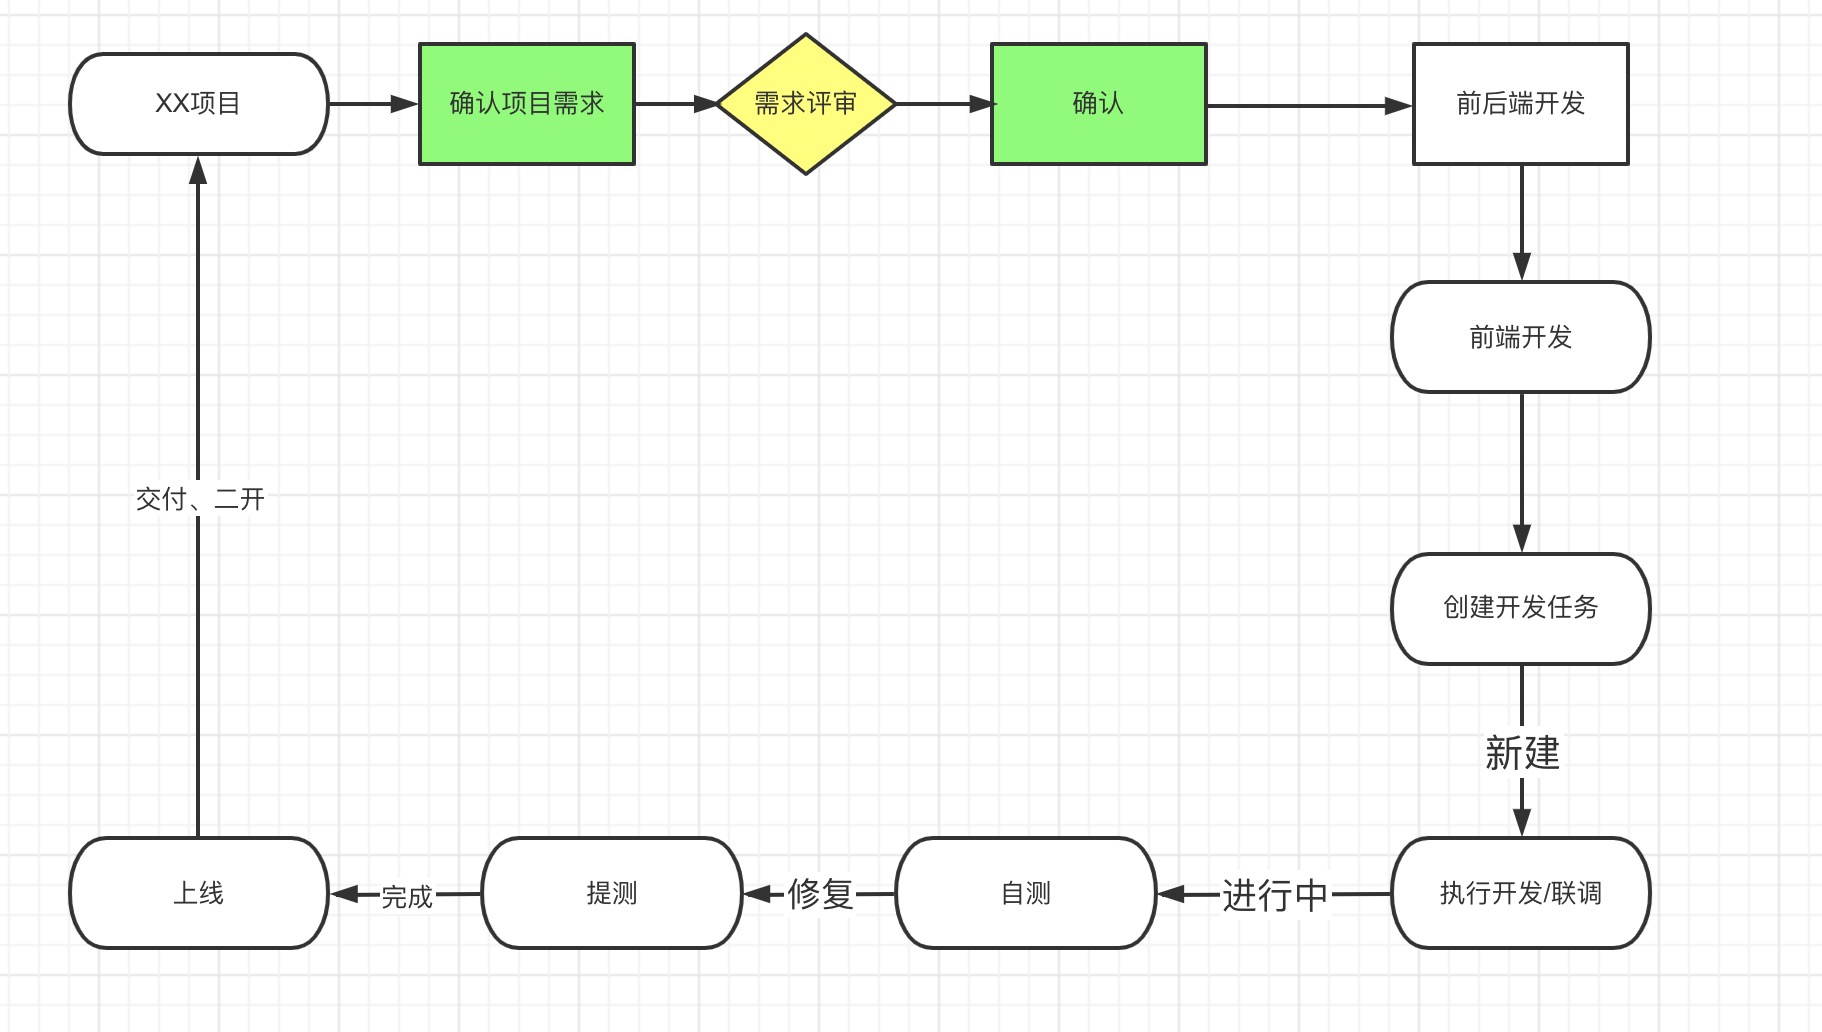 XX项目
确认项目需求
需求评审
确认
前后端开发
前端开发
创建开发任务
新建
执行开发/联调
进行中
自测
修复
提测
完成
上线
交付、二开